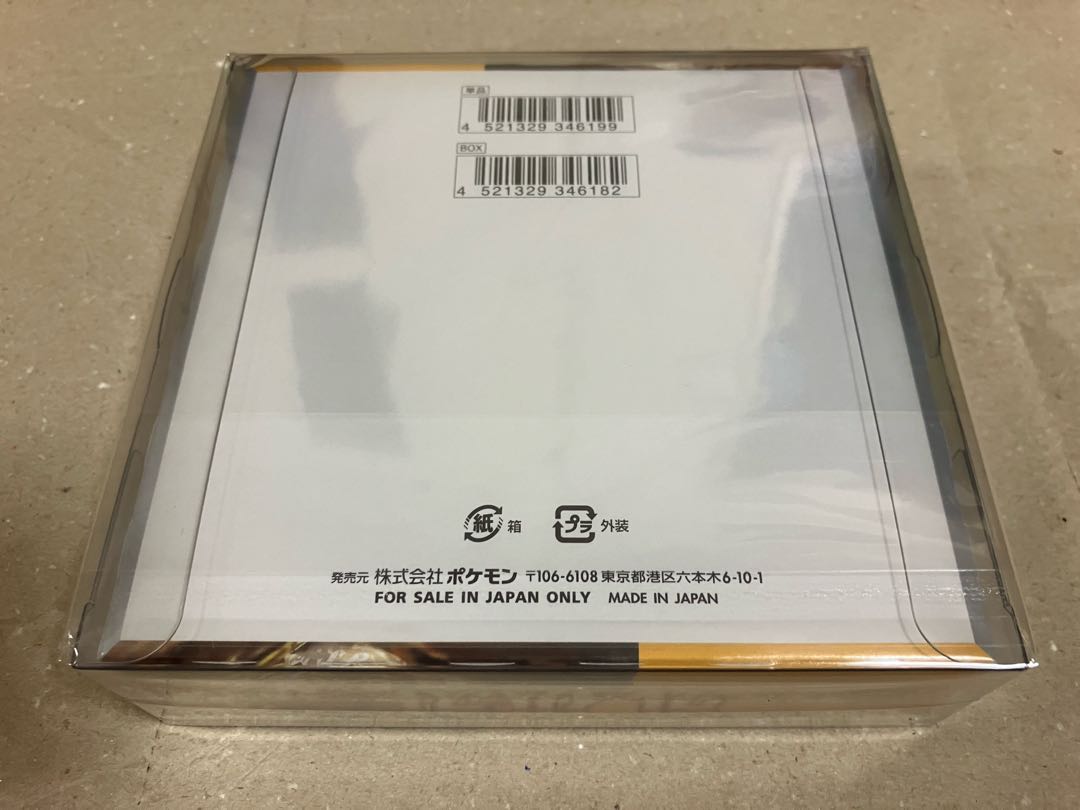 単品
4 521329 346199
BOX
4 521329 346182
紙 箱 プラ 外装
発売元 株式会社 ポケモン 〒106-6108 東京都港区六本木6-10-1
FOR SALE IN JAPAN ONLY MADE IN JAPAN